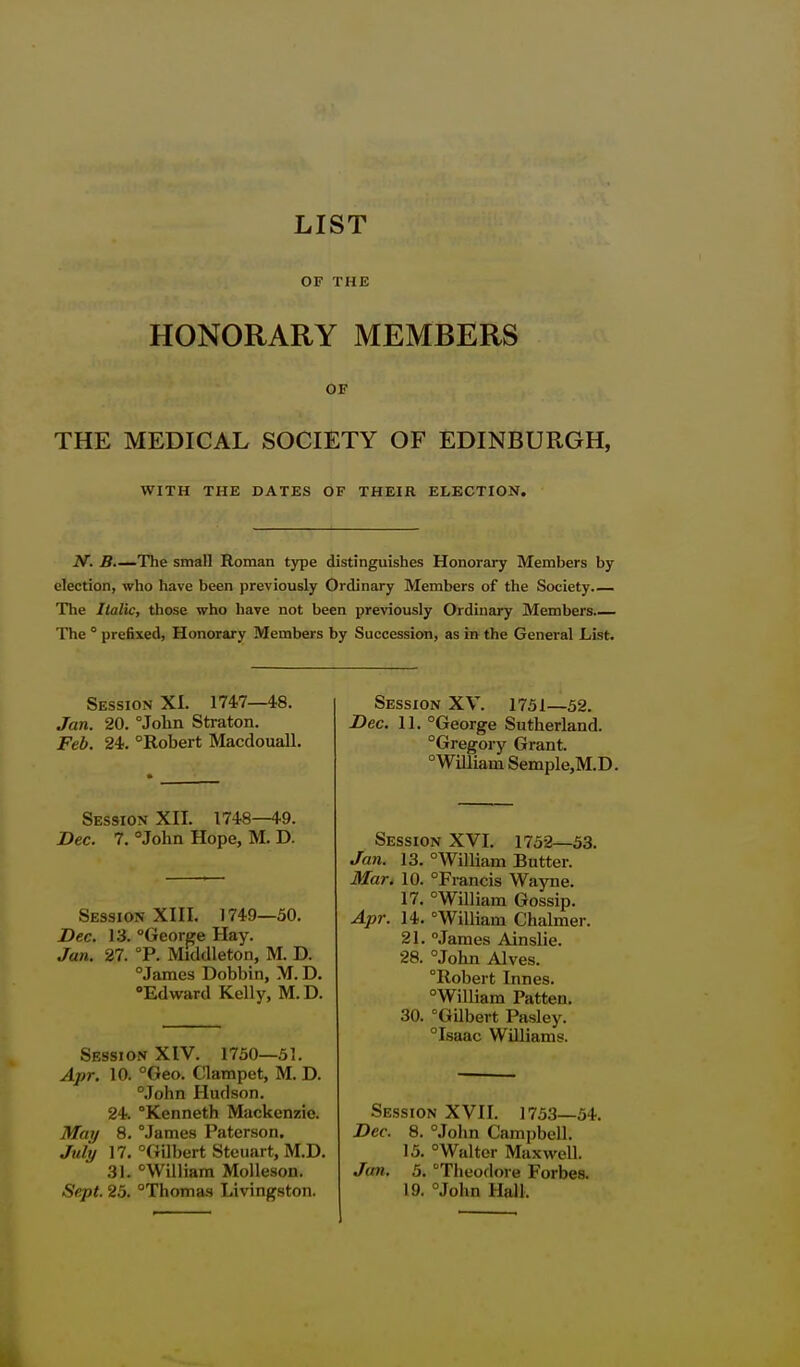 LIST
OF THE
HONORARY MEMBERS
OF
THE MEDICAL SOCIETY OF EDINBURGH,
WITH THE DATES OF THEIR ELECTION.
N. B.—The small Roman type distinguishes Honorary Members by
election, who have been previously Ordinary Members of the Society.—
The Italic, those who have not been previously Ordinary Members.—
The ° prefixed, Honorary Members by Succession, as in the General List.
Session XI. 1747—48.
Jan. 20. °John Straton.
Feb. 24. °Robert Macdouall.
Session XII. 1748—49.
Dec. 7. °John Hope, M. D.
Session XIII. 1749—50.
Dec. 13. °George Hay.
Jan. 27. °P. Middleton, M. D.
°James Dobbin, M. D.
°Edward Kelly, M. D.
Session XIV. 1750—51.
Apr. 10. °Geo. Clampet, M. D.
°John Hudson.
24. °Kenneth Mackenzie.
May 8. °James Paterson.
July 17. °Gilbert Steuart, M.D.
31. °William Molleson.
Sept. 25. °Thomas Livingston.
Session XV. 1751—52.
Dec. 11. °George Sutherland.
°Gregory Grant.
°William Semple, M.D.
Session XVI. 1752—53.
Jan. 13. °William Butter.
Mar. 10. °Francis Wayne.
17. °William Gossip.
Apr. 14. °William Chalmer.
21. °James Ainslie.
28. °John Alves.
°Robert Innes.
°William Patten.
30. °Gilbert Pasley.
°Isaac Williams.
Session XVII. 1753—54.
Dec. 8. °John Campbell.
15. °Walter Maxwell.
Jan. 5. °Theodore Forbes.
19. °John Hall.